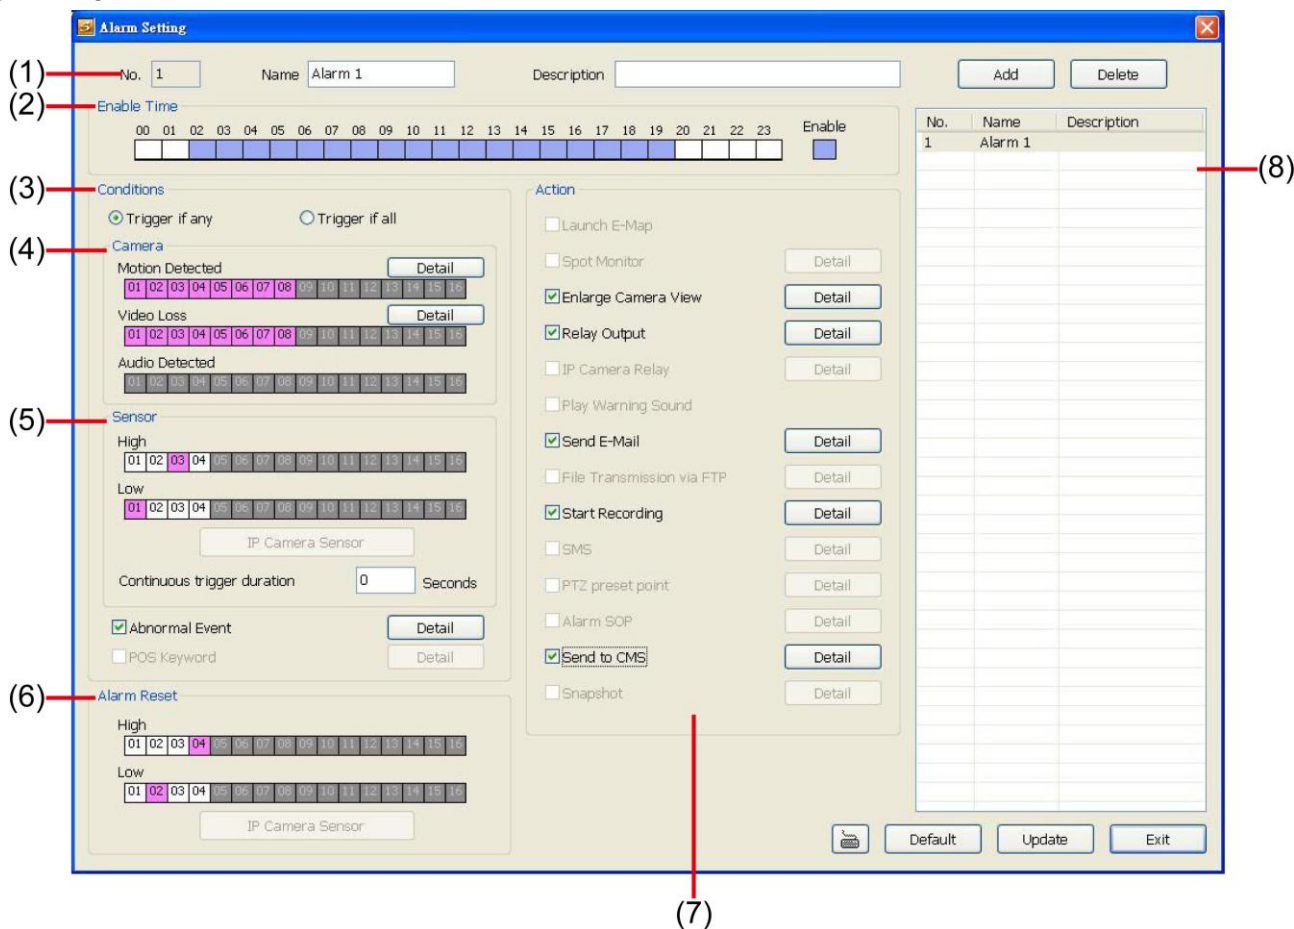 Alarm Setting
(1) No. 1 Name Alarm 1 Description Add Delete
(2) Enable Time
00 01 02 03 04 05 06 07 08 09 10 11 12 13 14 15 16 17 18 19 20 21 22 23 Enable
No. Name Description
1 Alarm 1
(8)
(3) Conditions
Trigger if any Trigger if all
(4) Camera
Motion Detected Detail
01 02 03 04 05 06 07 08 09 10 11 12 13 14 15 16
Video Loss Detail
01 02 03 04 05 06 07 08 09 10 11 12 13 14 15 16
Audio Detected
01 02 03 04 05 06 07 08 09 10 11 12 13 14 15 16
(5) Sensor
High
01 02 03 04 05 06 07 08 09 10 11 12 13 14 15 16
Low
01 02 03 04 05 06 07 08 09 10 11 12 13 14 15 16
IP Camera Sensor
Continuous trigger duration 0 Seconds
Abnormal Event Detail
POS Keyword Detail
(6) Alarm Reset
High
01 02 03 04 05 06 07 08 09 10 11 12 13 14 15 16
Low
01 02 03 04 05 06 07 08 09 10 11 12 13 14 15 16
IP Camera Sensor
Action
Launch E-Map
Spot Monitor Detail
Enlarge Camera View Detail
Relay Output Detail
IP Camera Relay Detail
Play Warning Sound
Send E-Mail Detail
File Transmission via FTP Detail
Start Recording Detail
SMS Detail
PTZ preset point Detail
Alarm SOP Detail
Send to CMS Detail
Snapshot Detail
(7)
Default Update Exit